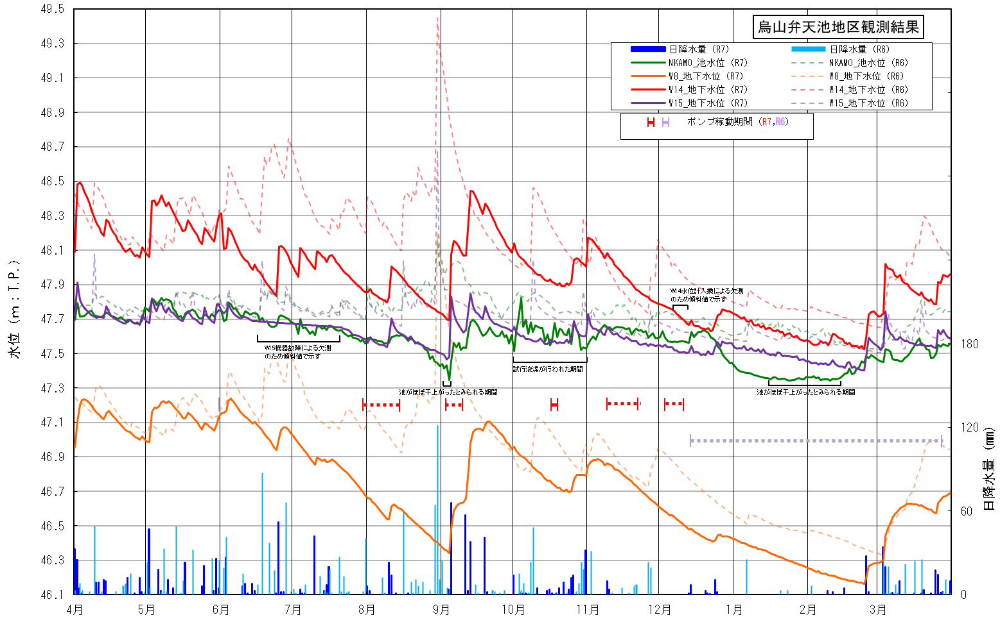 烏山弁天池地区観測結果
日降水量 (R7)
日降水量 (R6)
NKAMO_池水位 (R7)
NKAMO_池水位 (R6)
W8_地下水位 (R7)
W8_地下水位 (R6)
W14_地下水位 (R7)
W14_地下水位 (R6)
W15_地下水位 (R7)
W15_地下水位 (R6)
ポンプ稼動期間 (R7,R6)
水位 (m：T.P.)
49.5
49.3
49.1
48.9
48.7
48.5
48.3
48.1
47.9
47.7
47.5
47.3
47.1
46.9
46.7
46.5
46.3
46.1
W14水位計入換による欠測
のため傾斜値で示す
W15機器故障による欠測
のため傾斜値で示す
試行浚渫が行われた期間
池がほぼ干上がったとみられる期間
池がほぼ干上がったとみられる期間
180
120
60
0
日降水量 (mm)
4月
5月
6月
7月
8月
9月
10月
11月
12月
1月
2月
3月